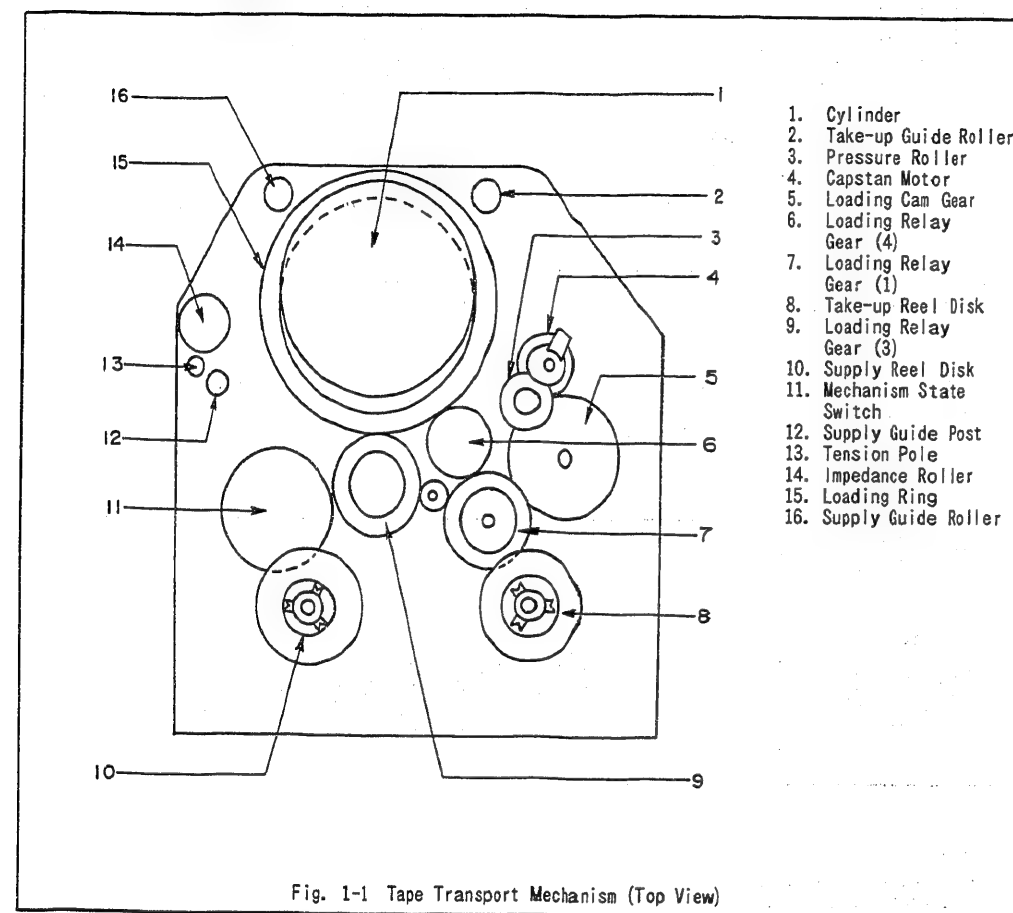 16
1
15
2
14
3
4
13
5
12
6
11
7
8
10
9
1. Cylinder
2. Take-up Guide Roller
3. Pressure Roller
4. Capstan Motor
5. Loading Cam Gear
6. Loading Relay
Gear (4)
7. Loading Relay
Gear (1)
8. Take-up Reel Disk
9. Loading Relay
Gear (3)
10. Supply Reel Disk
11. Mechanism State
Switch
12. Supply Guide Post
13. Tension Pole
14. Impedance Roller
15. Loading Ring
16. Supply Guide Roller
Fig. 1-1 Tape Transport Mechanism (Top View)